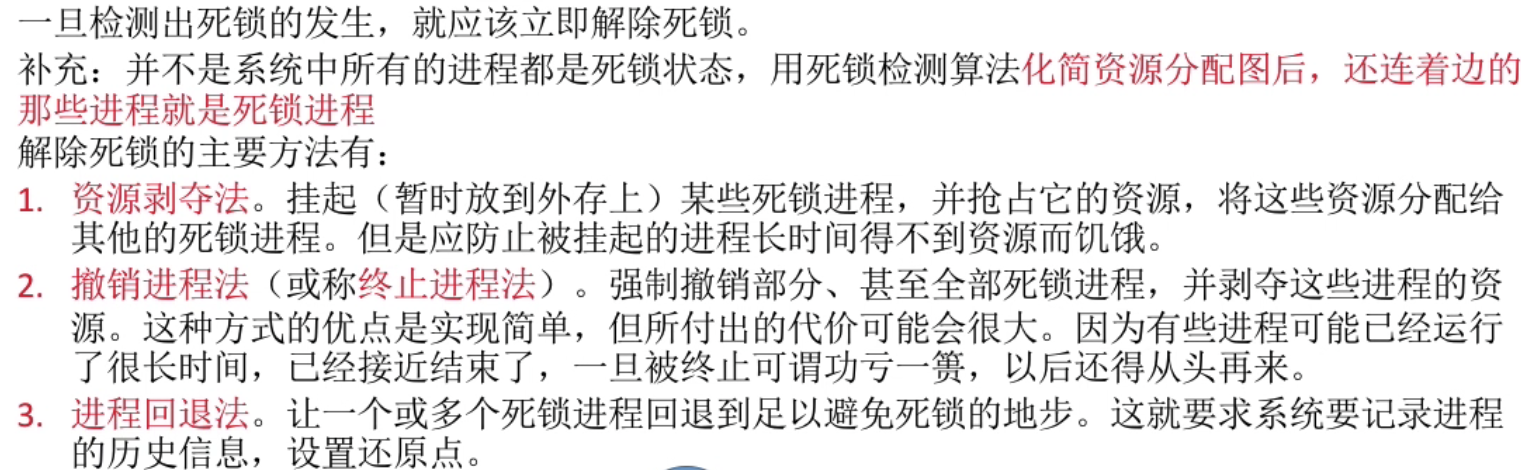 一旦检测出死锁的发生，就应该立即解除死锁。
补充：并不是系统中所有的进程都是死锁状态，用死锁检测算法化简资源分配图后，还连着边的
那些进程就是死锁进程
解除死锁的主要方法有：
1. 资源剥夺法。挂起（暂时放到外存上）某些死锁进程，并抢占它的资源，将这些资源分配给
其他的死锁进程。但是应防止被挂起的进程长时间得不到资源而饥饿。
2. 撤销进程法（或称终止进程法）。强制撤销部分、甚至全部死锁进程，并剥夺这些进程的资
源。这种方式的优点是实现简单，但所付出的代价可能会很大。因为有些进程可能已经运行
了很长时间，已经接近结束了，一旦被终止可谓功亏一篑，以后还得从头再来。
3. 进程回退法。让一个或多个死锁进程回退到足以避免死锁的地步。这就要求系统要记录进程
的历史信息，设置还原点。